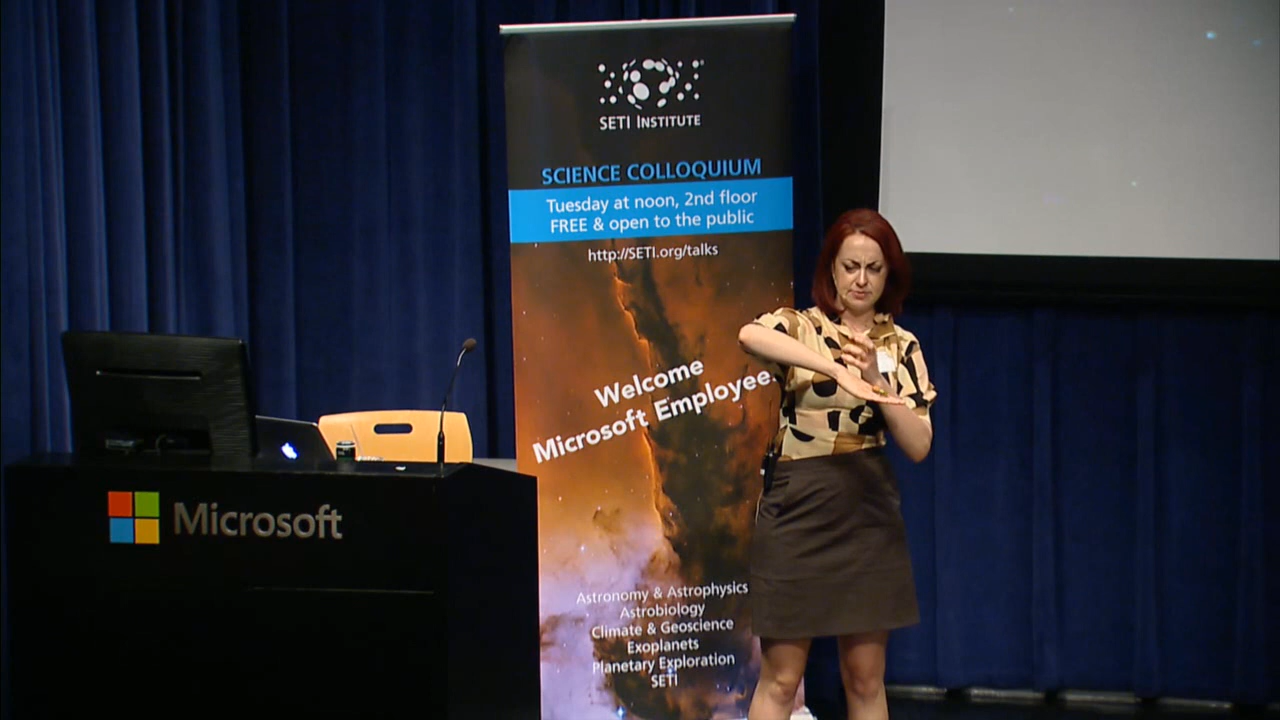 SETI INSTITUTE
SCIENCE COLLOQUIUM
Tuesday at noon, 2nd floor
FREE & open to the public
http://SETI.org/talks
Welcome
Microsoft Employee
Microsoft
Astronomy & Astrophysics
Astrobiology
Climate & Geoscience
Exoplanets
Planetary Exploration
SETI